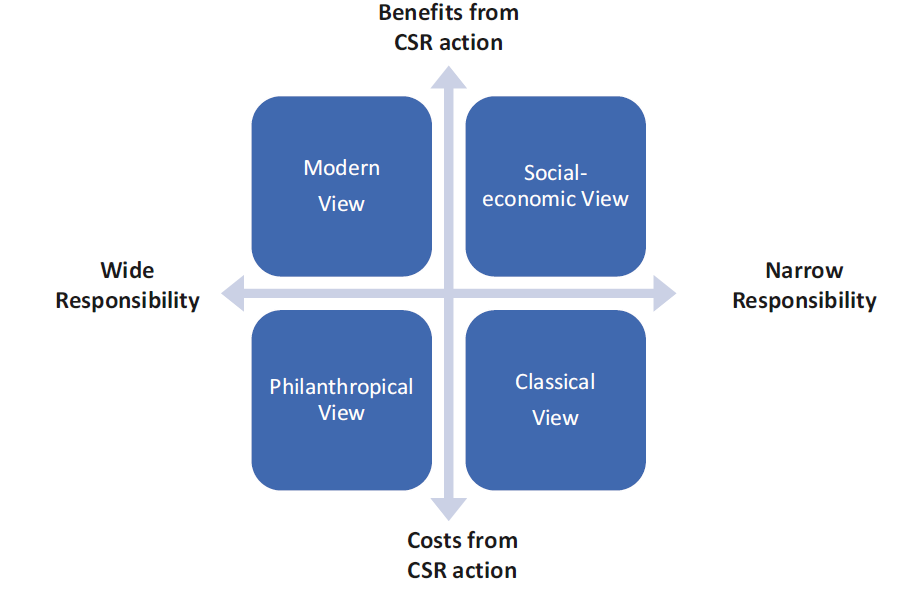 Benefits from
CSR action
Modern
View
Social-
economic View
Wide
Responsibility
Narrow
Responsibility
Philanthropical
View
Classical
View
Costs from
CSR action